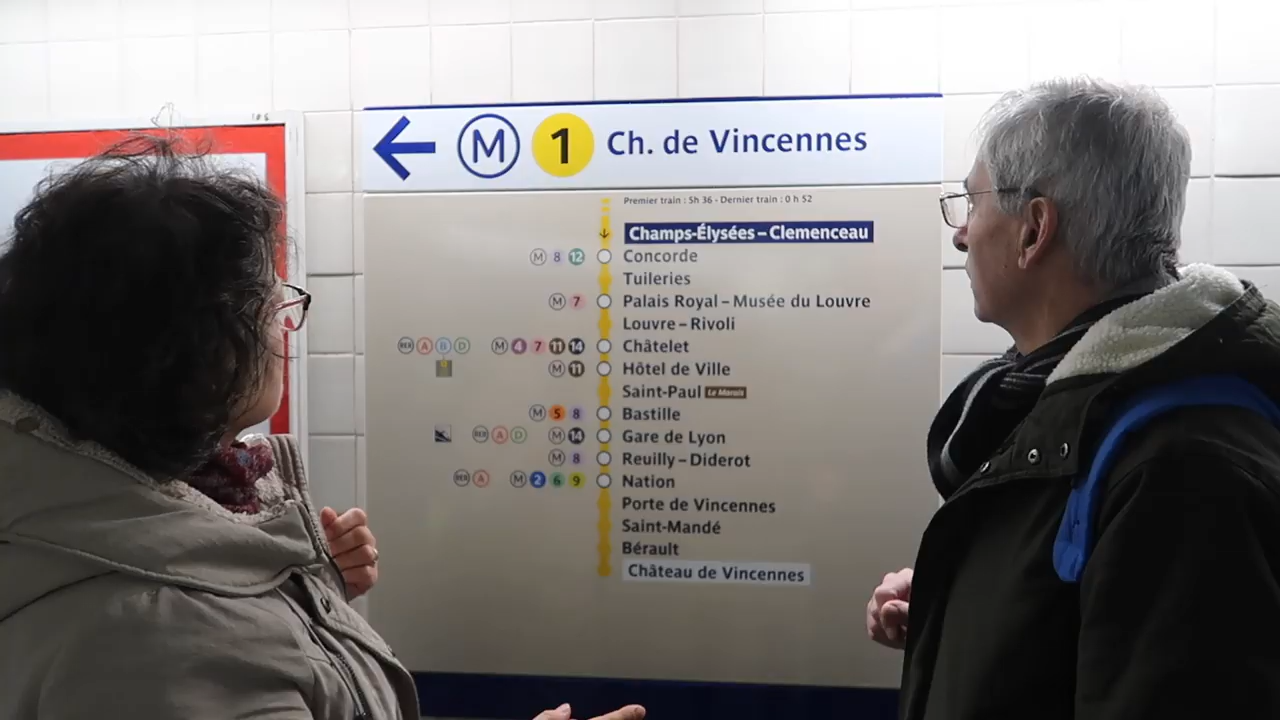 M 1 Ch. de Vincennes
Premier train : 5h 36 - Dernier train : 0 h 52
Champs-Élysées – Clemenceau
M 8 12 Concorde
Tuileries
M 7 Palais Royal – Musée du Louvre
Louvre – Rivoli
RER A B D M 4 7 11 14 Châtelet
M 11 Hôtel de Ville
Saint-Paul Le Marais
M 5 8 Bastille
RER A D M 14 Gare de Lyon
M 8 Reuilly – Diderot
RER A M 2 6 9 Nation
Porte de Vincennes
Saint-Mandé
Bérault
Château de Vincennes